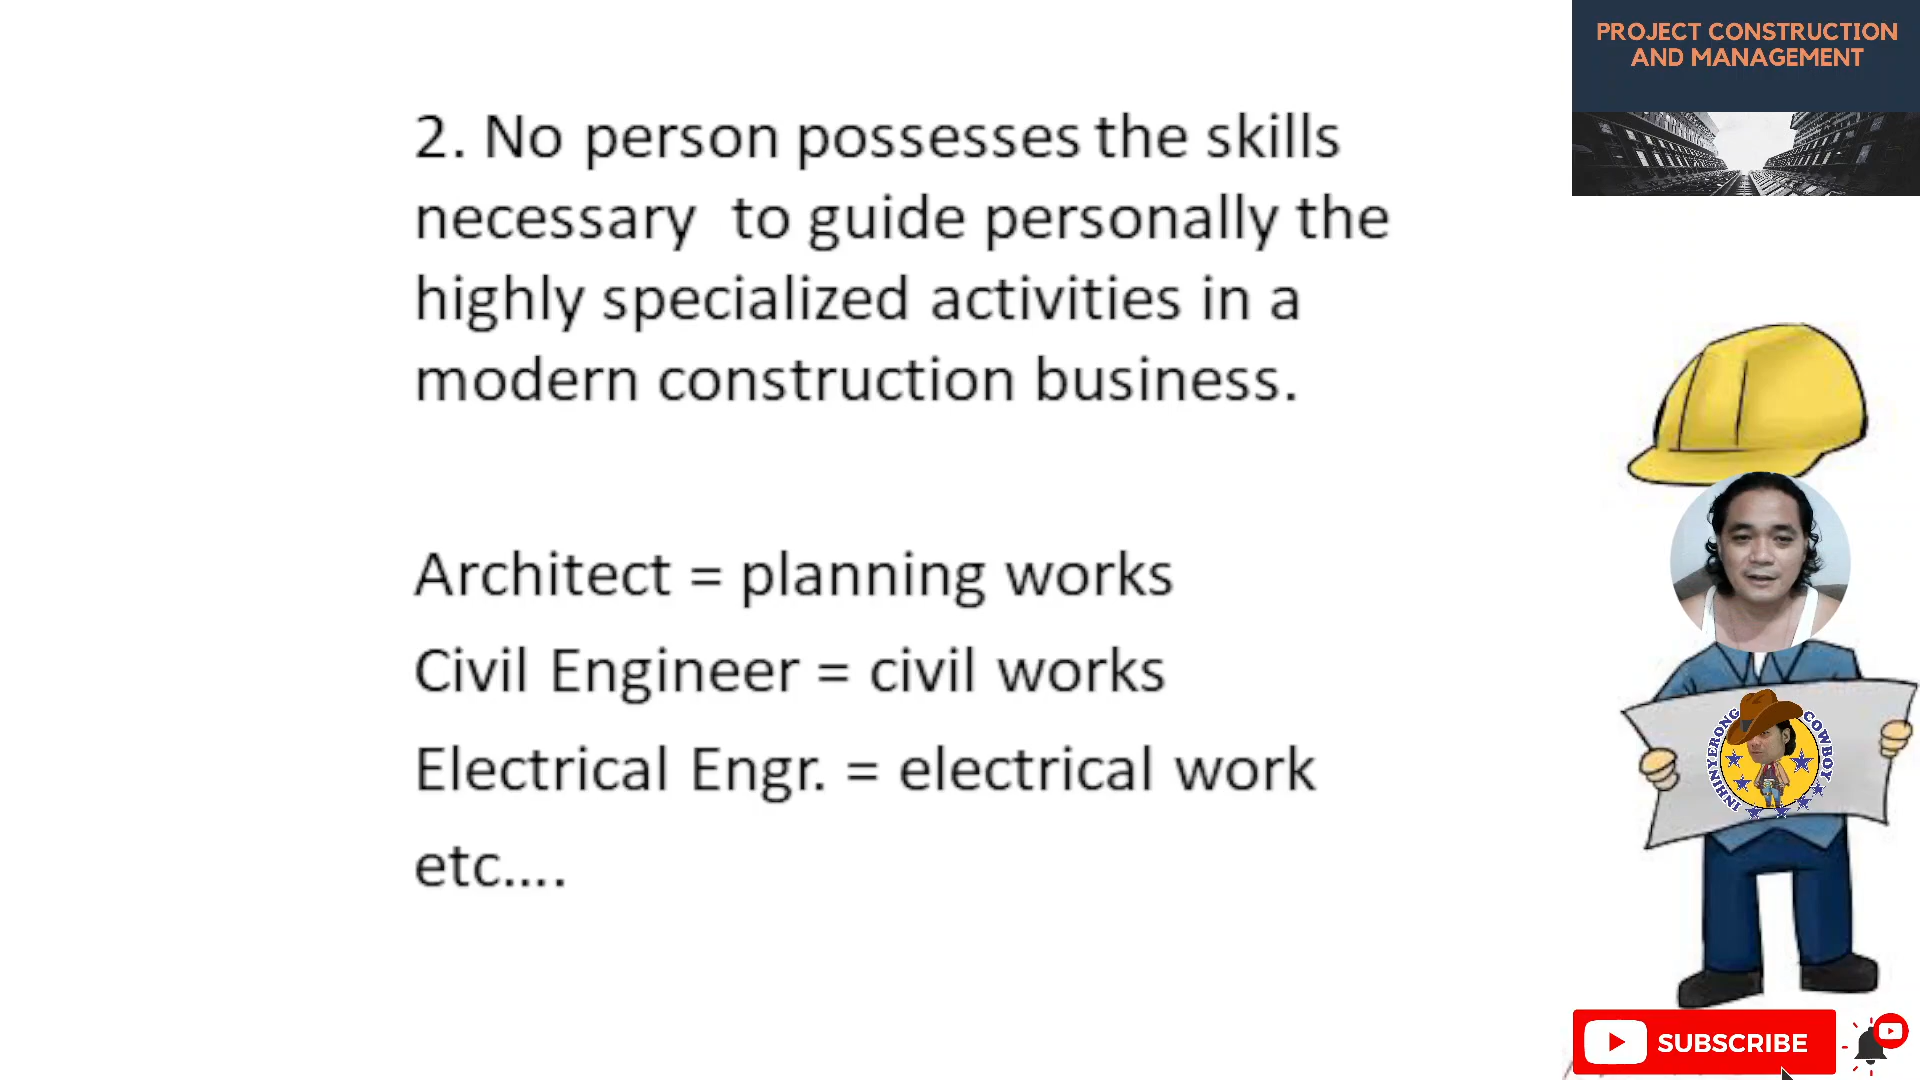 PROJECT CONSTRUCTION
AND MANAGEMENT
2. No person possesses the skills
necessary to guide personally the
highly specialized activities in a
modern construction business.
Architect = planning works
Civil Engineer = civil works
Electrical Engr. = electrical work
etc....
INHINYERONG COWBOY
SUBSCRIBE